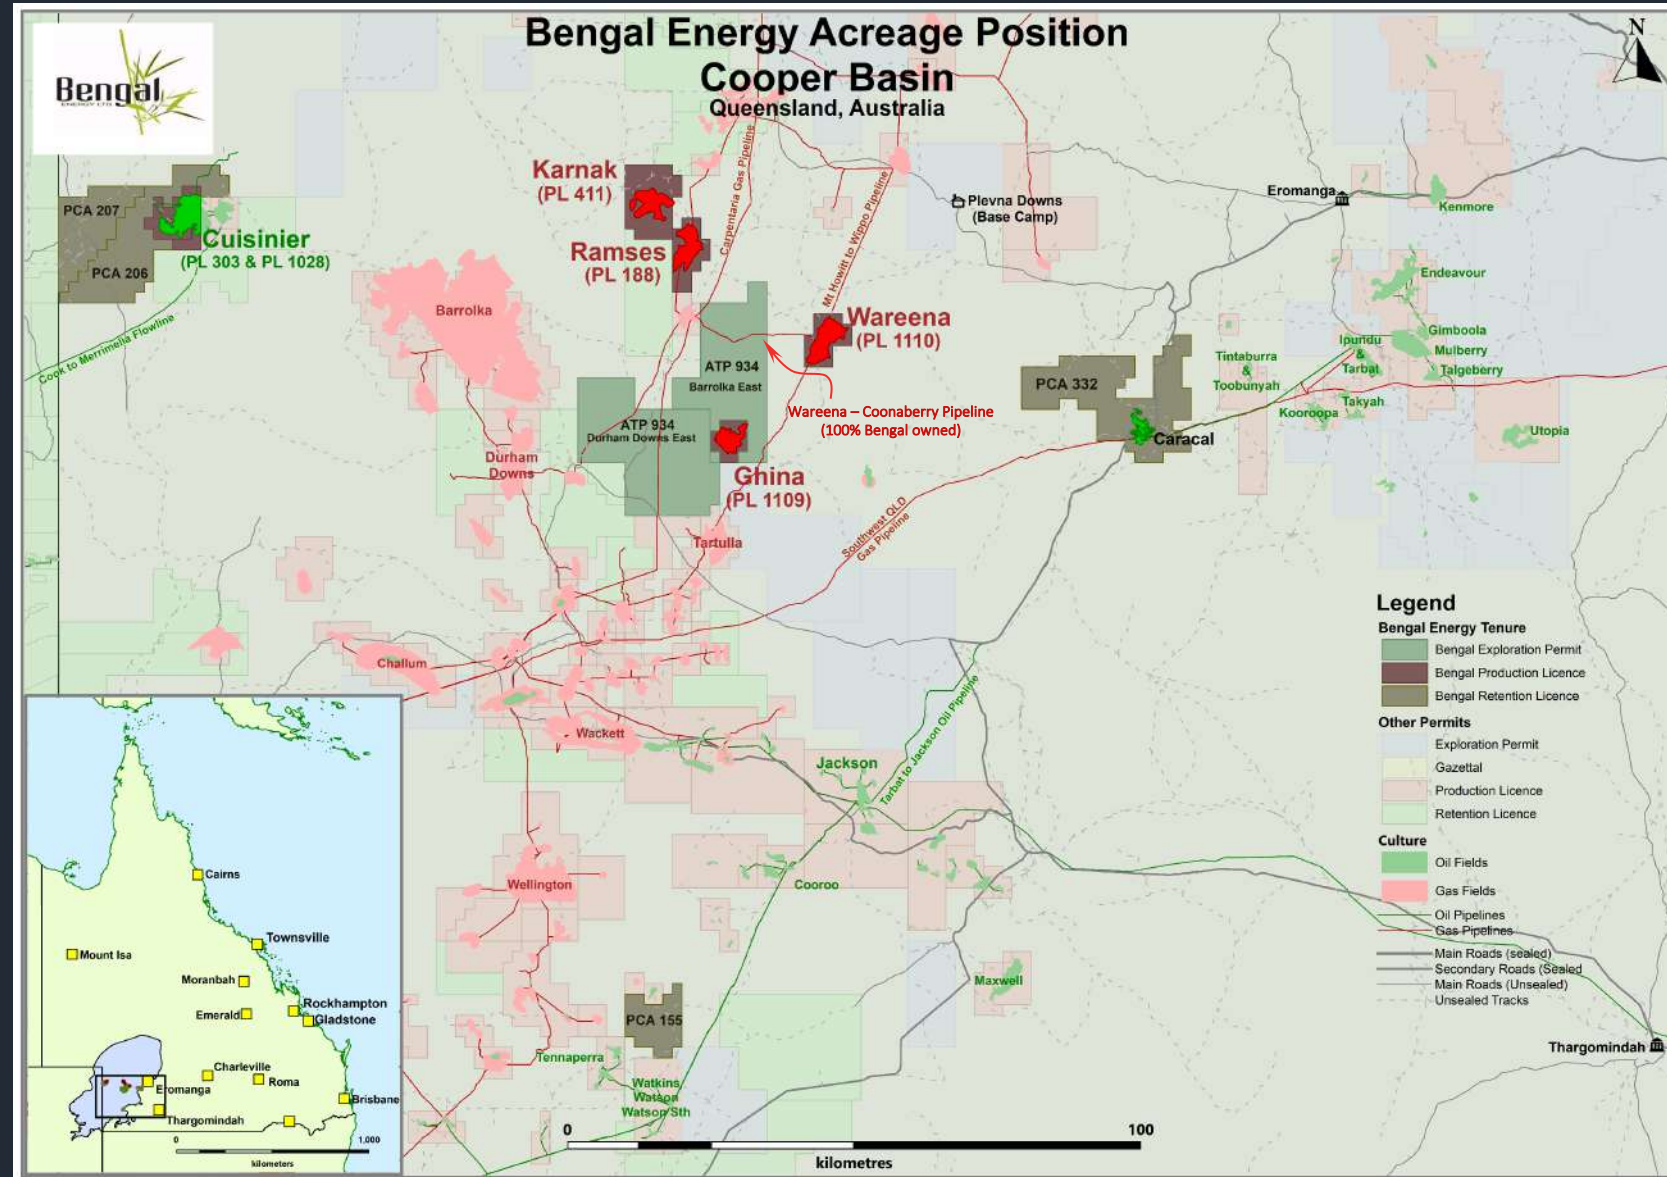 Bengal Energy Acreage Position
Cooper Basin
Queensland, Australia
Bengal
ENERGY LTD
N
Karnak
(PL 411)
Ramses
(PL 188)
Carpentaria Gas Pipeline
Mt Howitt to Wippo Pipeline
Plevna Downs
(Base Camp)
Eromanga
Kenmore
PCA 207
Cuisinier
(PL 303 & PL 1028)
PCA 206
Cook to Merrimelia Flowline
Barrolka
Wareena
(PL 1110)
ATP 934
Barrolka East
Wareena – Coonaberry Pipeline
(100% Bengal owned)
ATP 934
Durham Downs East
Ghina
(PL 1109)
Durham
Downs
Tartulla
Southwest QLD
Gas Pipeline
PCA 332
Caracal
Endeavour
Gimboola
Ipundu
&
Tarbat
Mulberry
Talgeberry
Tintaburra
&
Toobunyah
Takyah
Kooroopa
Utopia
Challum
Wackett
Jackson
Tarbat to Jackson Oil Pipeline
Wellington
Cooroo
Maxwell
PCA 155
Tennaperra
Watkins
Watson
Watson Sth
Thargomindah
0
100
kilometres
Legend
Bengal Energy Tenure
Bengal Exploration Permit
Bengal Production Licence
Bengal Retention Licence
Other Permits
Exploration Permit
Gazettal
Production Licence
Retention Licence
Culture
Oil Fields
Gas Fields
Oil Pipelines
Gas Pipelines
Main Roads (sealed)
Secondary Roads (Sealed
Main Roads (Unsealed)
Unsealed Tracks
Cairns
Townsville
Mount Isa
Moranbah
Rockhampton
Emerald
Gladstone
Charleville
Roma
Eromanga
Brisbane
Thargomindah
0
1,000
kilometers